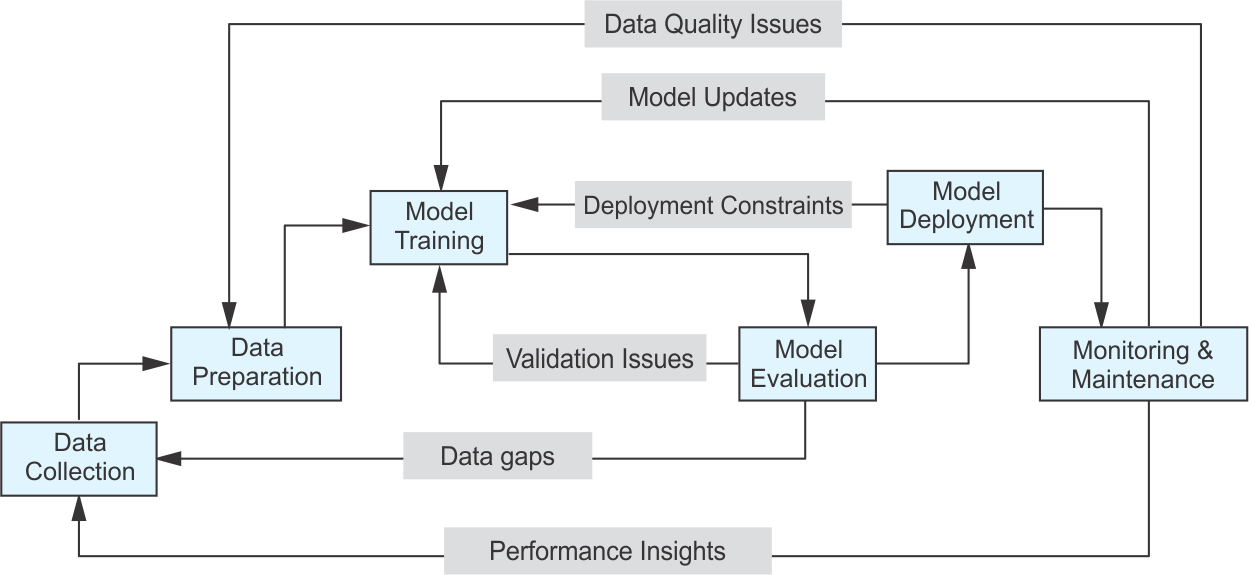 Data Quality Issues
Model Updates
Model
Training
Deployment Constraints
Model
Deployment
Data
Preparation
Validation Issues
Model
Evaluation
Monitoring &
Maintenance
Data
Collection
Data gaps
Performance Insights